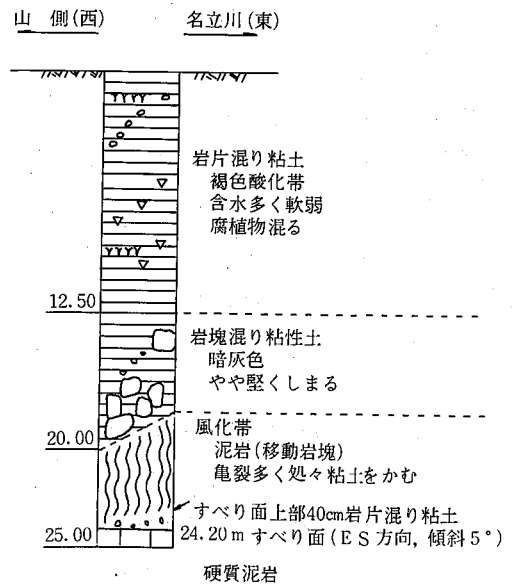 山 側(西)
名立川(東)
岩片混り粘土
褐色酸化帯
含水多く軟弱
腐植物混る
12.50
岩塊混り粘性土
暗灰色
やや堅くしまる
20.00
風化帯
泥岩(移動岩塊)
亀裂多く処々粘土をかむ
すべり面上部40cm岩片混り粘土
25.00
24.20mすべり面(ES方向,傾斜5°)
硬質泥岩